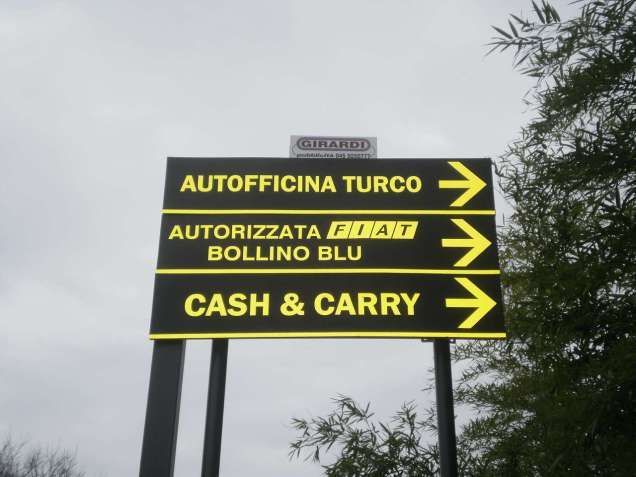 GIRARDI
AUTOFFICINA TURCO
AUTORIZZATA FIAT
BOLLINO BLU
CASH & CARRY